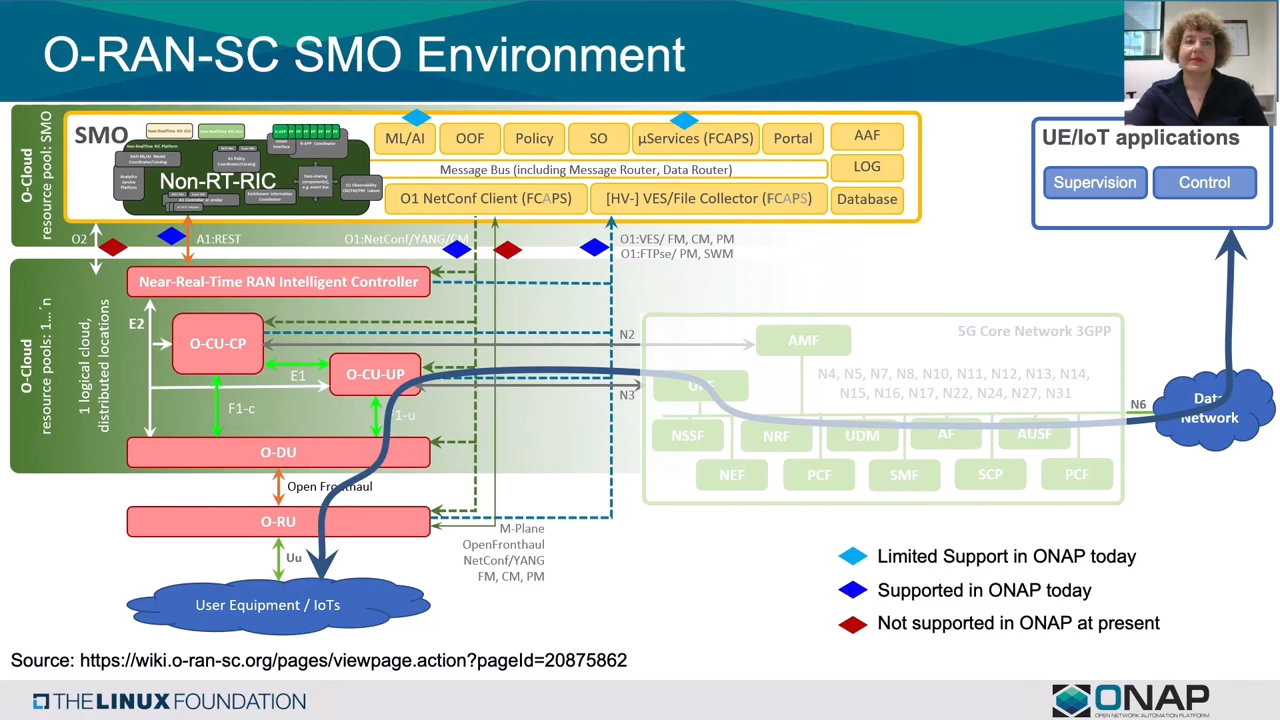 O-RAN-SC SMO Environment
O-Cloud
resource pool: SMO
SMO
Non-RT-RIC
ML/AI
OOF
Policy
SO
µServices (FCAPS)
Portal
AAF
Message Bus (including Message Router, Data Router)
LOG
O1 NetConf Client (FCAPS)
[HV-] VES/File Collector (FCAPS)
Database
UE/IoT applications
Supervision
Control
O2
A1:REST
O1:NetConf/YANG/CM
O1:VES/ FM, CM, PM
O1:FTPse/ PM, SWM
O-Cloud
resource pools: 1…´n
1 logical cloud,
distributed locations
Near-Real-Time RAN Intelligent Controller
E2
O-CU-CP
E1
O-CU-UP
F1-c
F1-u
N2
N3
O-DU
Open Fronthaul
O-RU
Uu
User Equipment / IoTs
M-Plane
OpenFronthaul
NetConf/YANG
FM, CM, PM
5G Core Network 3GPP
AMF
N4, N5, N7, N8, N10, N11, N12, N13, N14,
N15, N16, N17, N22, N24, N27, N31
NSSF
NRF
UDM
AF
AUSF
NEF
PCF
SMF
SCP
PCF
N6
Data
Network
Limited Support in ONAP today
Supported in ONAP today
Not supported in ONAP at present
Source: https://wiki.o-ran-sc.org/pages/viewpage.action?pageId=20875862
THE LINUX FOUNDATION
ONAP
OPEN NETWORK AUTOMATION PLATFORM